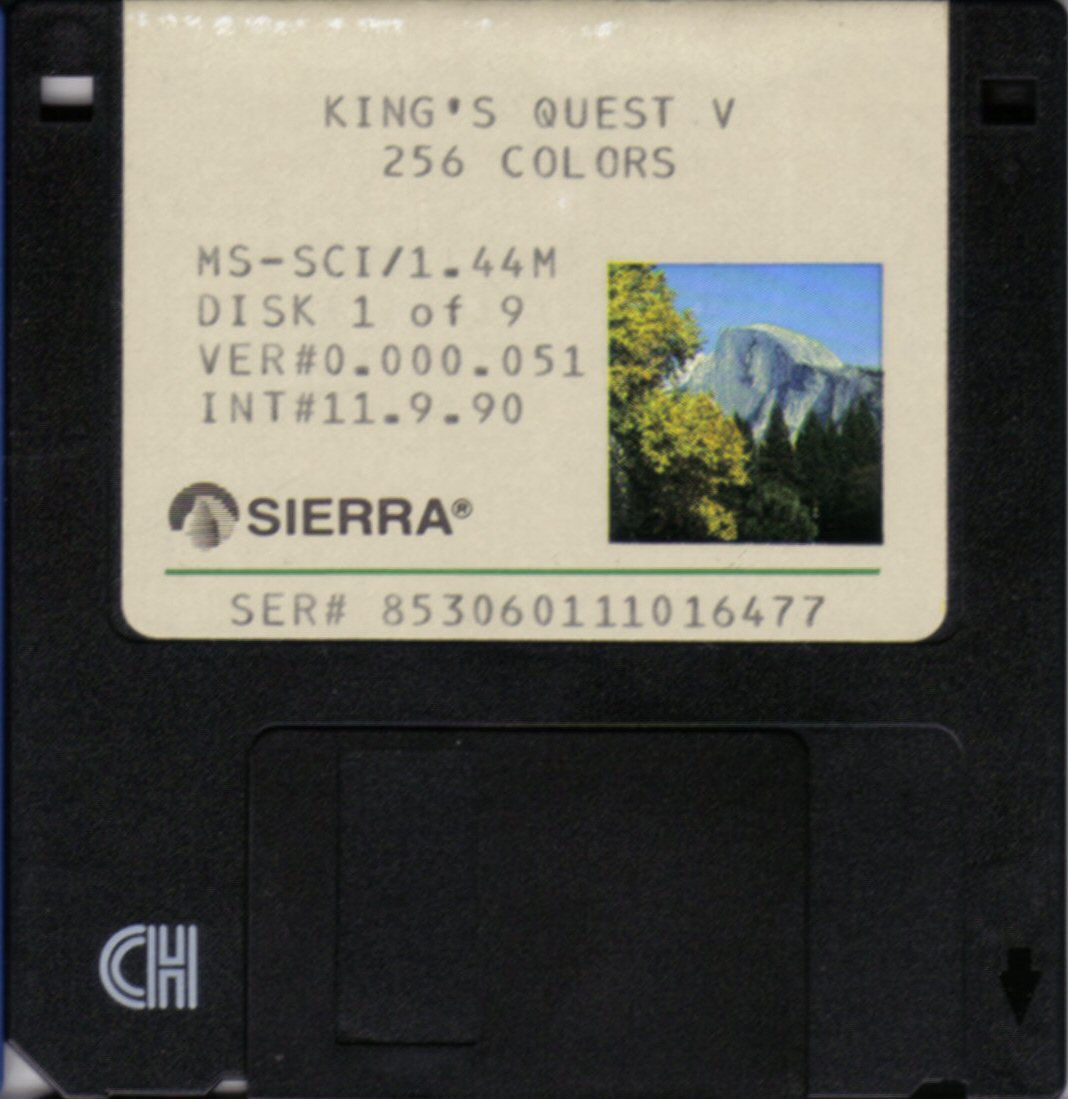 KING'S QUEST V
256 COLORS
MS-SCI/1.44M
DISK 1 of 9
VER#0.000.051
INT#11.9.90
SIERRA®
SER# 853060111016477
CH